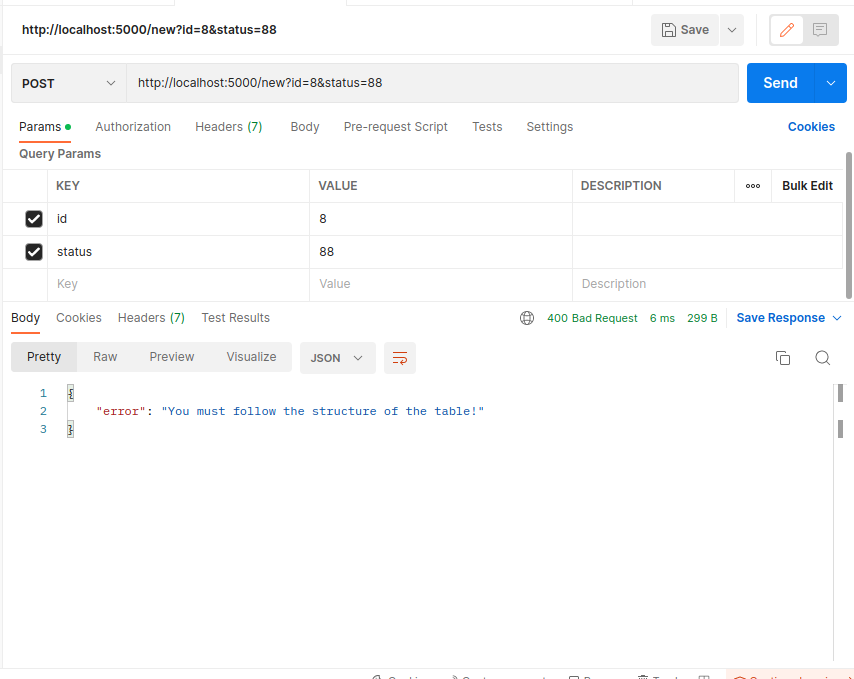 http://localhost:5000/new?id=8&status=88
Save
POST
http://localhost:5000/new?id=8&status=88
Send
Params Authorization Headers (7) Body Pre-request Script Tests Settings Cookies
Query Params
KEY VALUE DESCRIPTION ooo Bulk Edit
id 8
status 88
Key Value Description
Body Cookies Headers (7) Test Results 400 Bad Request 6 ms 299 B Save Response
Pretty Raw Preview Visualize JSON
1 {
2 "error": "You must follow the structure of the table!"
3 }